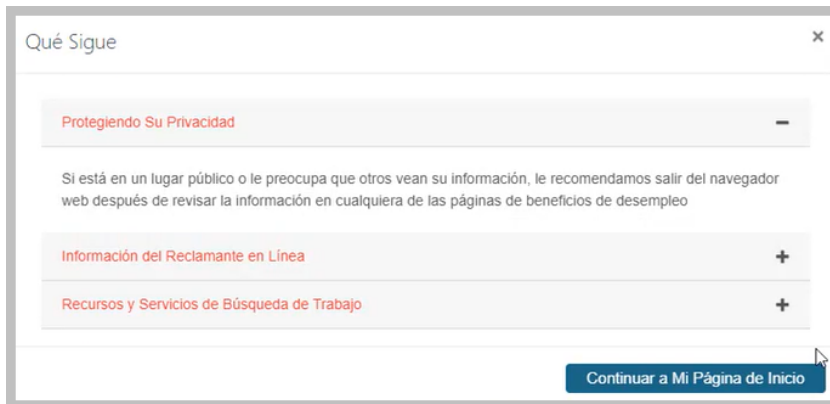 Qué Sigue
Protegiendo Su Privacidad
Si está en un lugar público o le preocupa que otros vean su información, le recomendamos salir del navegador
web después de revisar la información en cualquiera de las páginas de beneficios de desempleo
Información del Reclamante en Línea
Recursos y Servicios de Búsqueda de Trabajo
Continuar a Mi Página de Inicio